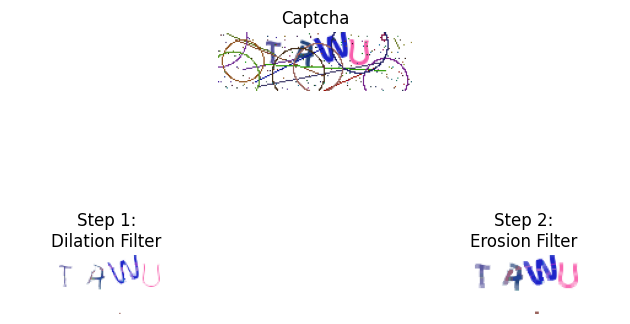 Captcha
TAWU
Step 1:
Dilation Filter
TAWU
Step 2:
Erosion Filter
TAWU